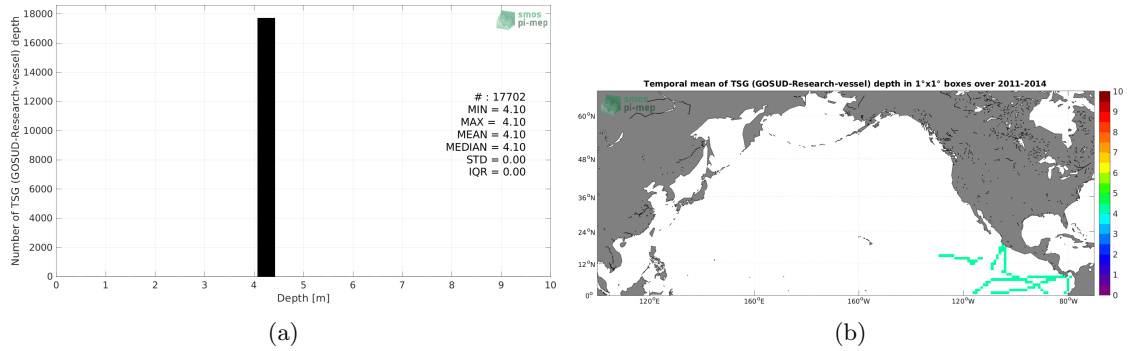 18000
16000
14000
12000
10000
8000
6000
4000
2000
0
Number of TSG (GOSUD-Research-vessel) depth
smos
pi-mep
# : 17702
MIN = 4.10
MAX = 4.10
MEAN = 4.10
MEDIAN = 4.10
STD = 0.00
IQR = 0.00
0 1 2 3 4 5 6 7 8 9 10
Depth [m]
(a)
Temporal mean of TSG (GOSUD-Research-vessel) depth in 1°x1° boxes over 2011-2014
smos
pi-mep
60°N
48°N
36°N
24°N
12°N
0°
120°E 160°E 160°W 120°W 80°W
10
9
8
7
6
5
4
3
2
1
0
(b)